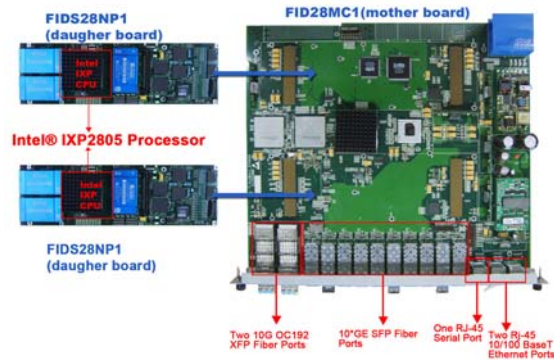 FIDS28NP1
(daugher board)
FID28MC1(mother board)
Intel
IXP
CPU
Intel® IXP2805 Processor
Intel
IXP
CPU
FIDS28NP1
(daugher board)
Two 10G OC192
XFP Fiber Ports
10*GE SFP Fiber
Ports
One RJ-45
Serial Port
Two Rj-45
10/100 BaseT
Ethernet Ports